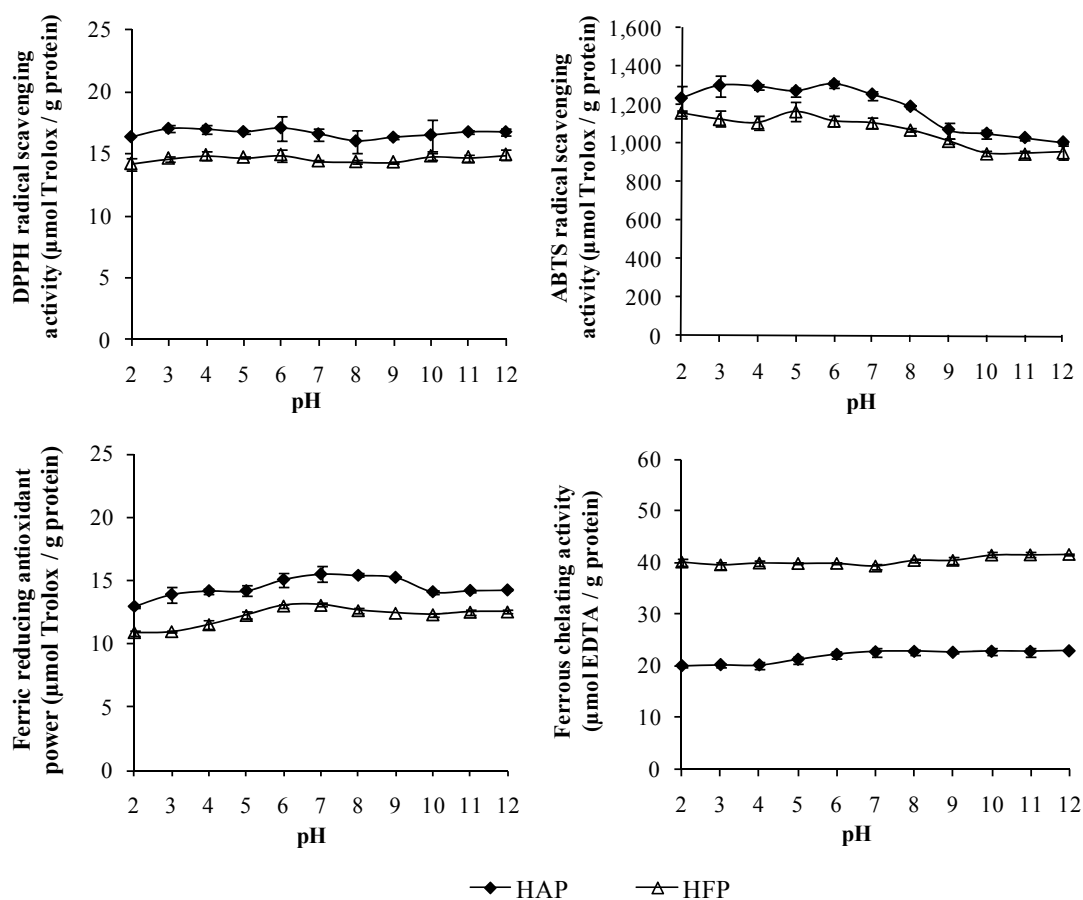 DPPH radical scavenging
activity (µmol Trolox / g protein)
25
20
15
10
5
0
2 3 4 5 6 7 8 9 10 11 12
pH
ABTS radical scavenging
activity (µmol Trolox / g protein)
1,600
1,400
1,200
1,000
800
600
400
200
0
2 3 4 5 6 7 8 9 10 11 12
pH
Ferric reducing antioxidant
power (µmol Trolox / g protein)
25
20
15
10
5
0
2 3 4 5 6 7 8 9 10 11 12
pH
Ferrous chelating activity
(µmol EDTA / g protein)
60
50
40
30
20
10
0
2 3 4 5 6 7 8 9 10 11 12
pH
HAP HFP